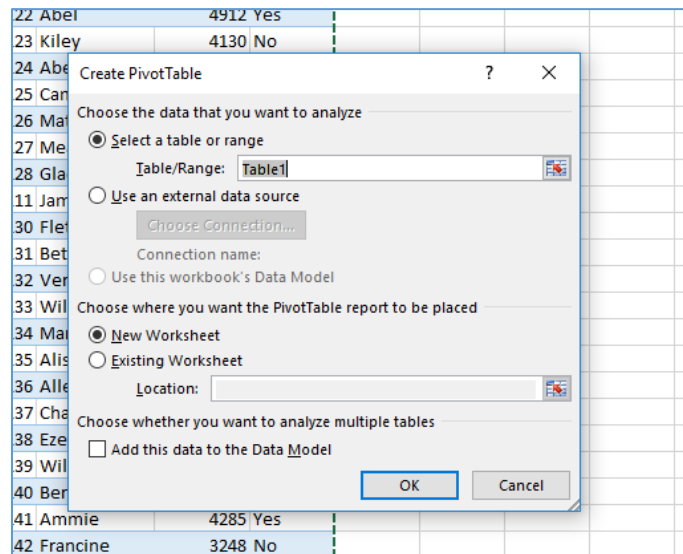 22 Abel 4912 Yes
23 Kiley 4130 No
24 Abe
Create PivotTable ? ×
25 Can
Choose the data that you want to analyze
26 Mat
Select a table or range
27 Me
Table/Range: Table1
28 Gla
Use an external data source
11 Jam
Choose Connection...
30 Flet
Connection name:
31 Bet
Use this workbook's Data Model
32 Ver
33 Wil
Choose where you want the PivotTable report to be placed
34 Mar
New Worksheet
35 Alis
Existing Worksheet
36 Alle
Location:
37 Cha
Choose whether you want to analyze multiple tables
38 Eze
Add this data to the Data Model
39 Wil
OK Cancel
40 Ber
41 Ammie 4285 Yes
42 Francine 3248 No